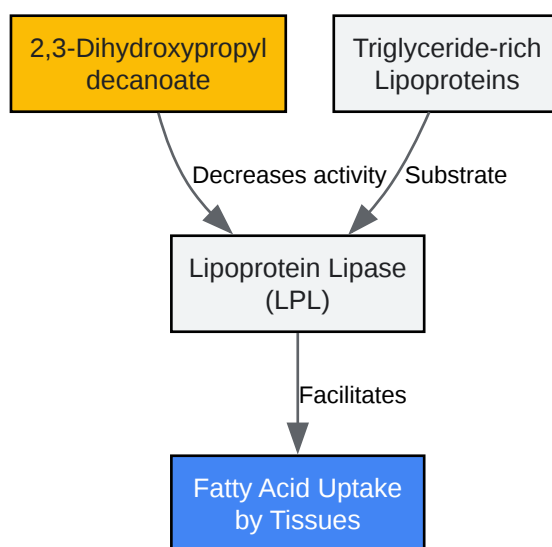 2,3-Dihydroxypropyl
decanoate
Triglyceride-rich
Lipoproteins
Decreases activity
Substrate
Lipoprotein Lipase
(LPL)
Facilitates
Fatty Acid Uptake
by Tissues